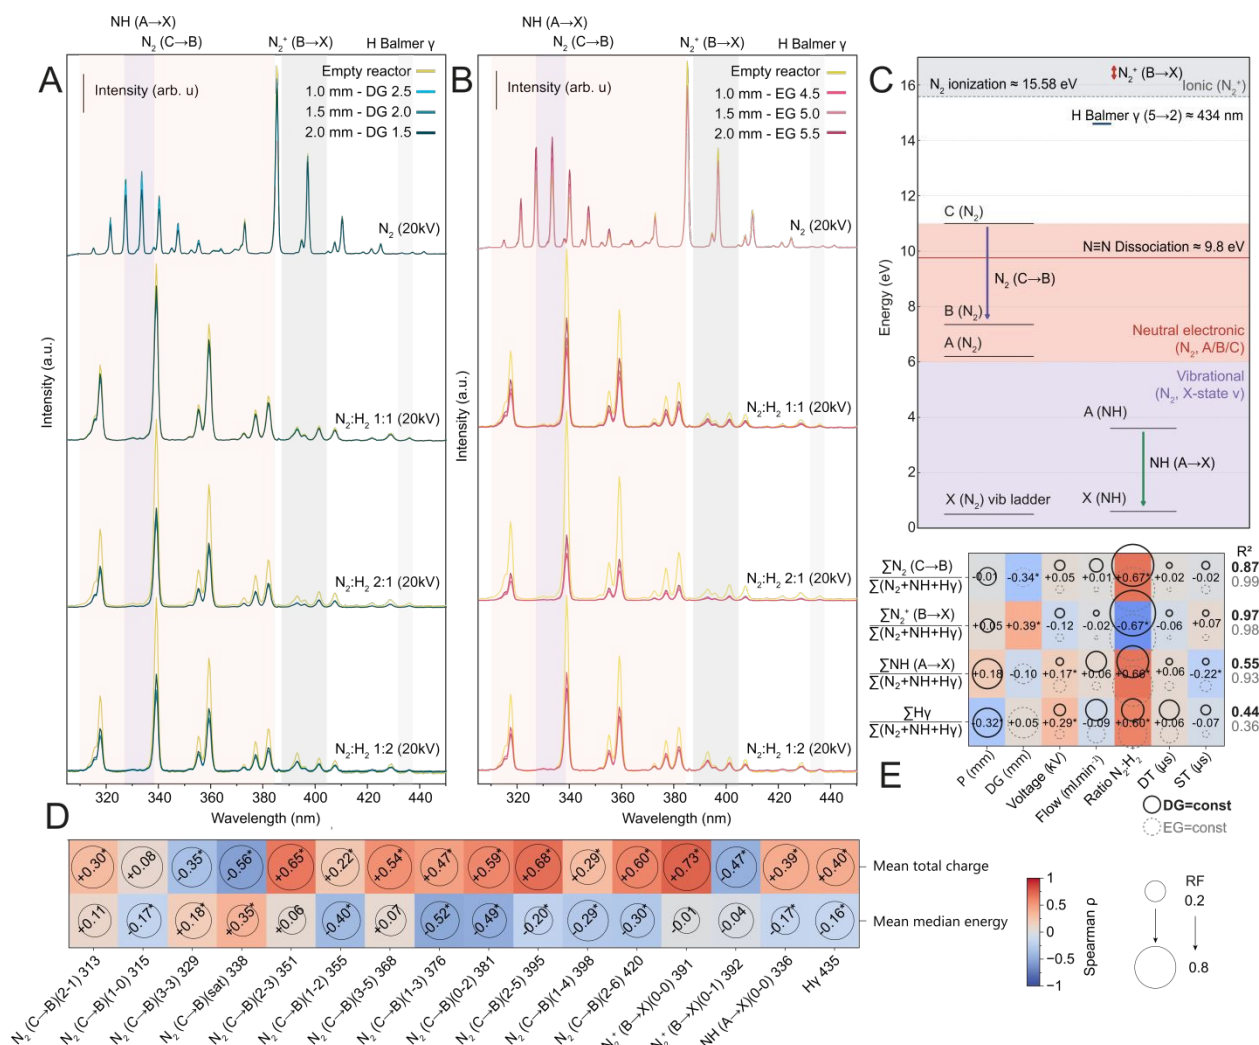 NH (A→X)
N₂ (C→B)
N₂⁺ (B→X)
H Balmer γ
A
Intensity (arb. u)
Empty reactor
1.0 mm - DG 2.5
1.5 mm - DG 2.0
2.0 mm - DG 1.5
N₂ (20kV)
N₂:H₂ 1:1 (20kV)
N₂:H₂ 2:1 (20kV)
N₂:H₂ 1:2 (20kV)
Intensity (a.u.)
320
340
360
380
400
420
440
Wavelength (nm)
NH (A→X)
N₂ (C→B)
N₂⁺ (B→X)
H Balmer γ
B
Intensity (arb. u)
Empty reactor
1.0 mm - EG 4.5
1.5 mm - EG 5.0
2.0 mm - EG 5.5
N₂ (20kV)
N₂:H₂ 1:1 (20kV)
N₂:H₂ 2:1 (20kV)
N₂:H₂ 1:2 (20kV)
Intensity (a.u.)
320
340
360
380
400
420
440
Wavelength (nm)
C
16
14
12
10
8
6
4
2
0
Energy (eV)
N₂⁺ (B→X)
N₂ ionization ≈ 15.58 eV
Ionic (N₂⁺)
H Balmer γ (5→2) ≈ 434 nm
C (N₂)
N≡N Dissociation ≈ 9.8 eV
N₂ (C→B)
B (N₂)
Neutral electronic
(N₂, A/B/C)
A (N₂)
Vibrational
(N₂, X-state v)
A (NH)
NH (A→X)
X (N₂) vib ladder
X (NH)
R²
∑N₂ (C→B)
∑(N₂+NH+Hγ)
-0.01 -0.34* +0.05 +0.01 +0.67* +0.02 -0.02
0.87
0.99
∑N₂⁺ (B→X)
∑(N₂+NH+Hγ)
+0.05 +0.39* -0.12 -0.02 -0.67* -0.06 +0.07
0.97
0.98
∑NH (A→X)
∑(N₂+NH+Hγ)
+0.18 -0.10 +0.17* +0.06 +0.66* +0.06 -0.22*
0.55
0.93
∑Hγ
∑(N₂+NH+Hγ)
-0.32* +0.05 +0.29* -0.09 +0.60* +0.06 -0.07
0.44
0.36
E
P (mm)
DG (mm)
Voltage (kV)
Flow (mlmin⁻¹)
Ratio N₂:H₂
DT (µs)
ST (µs)
DG=const
EG=const
D
+0.30* +0.08 -0.35* -0.56* +0.65* +0.22* +0.54* +0.47* +0.59* +0.68* +0.29* +0.60* +0.73* -0.47* +0.39* +0.40*
Mean total charge
+0.11 -0.17* +0.18* +0.35* +0.06 -0.40* +0.07 -0.52* -0.49* -0.20* -0.29* -0.30* -0.01 -0.04 -0.17* -0.16*
Mean median energy
N₂ (C→B)(2-1) 313
N₂ (C→B)(1-0) 315
N₂ (C→B)(3-3) 329
N₂ (C→B)(sat) 338
N₂ (C→B)(2-3) 351
N₂ (C→B)(1-2) 355
N₂ (C→B)(3-5) 368
N₂ (C→B)(1-3) 376
N₂ (C→B)(0-2) 381
N₂ (C→B)(2-5) 395
N₂ (C→B)(1-4) 398
N₂ (C→B)(2-6) 420
N₂⁺ (B→X)(0-0) 391
N₂⁺ (B→X)(0-1) 392
NH (A→X)(0-0) 336
Hγ 435
1
0.5
0
−0.5
−1
Spearman ρ
RF
0.2
0.8